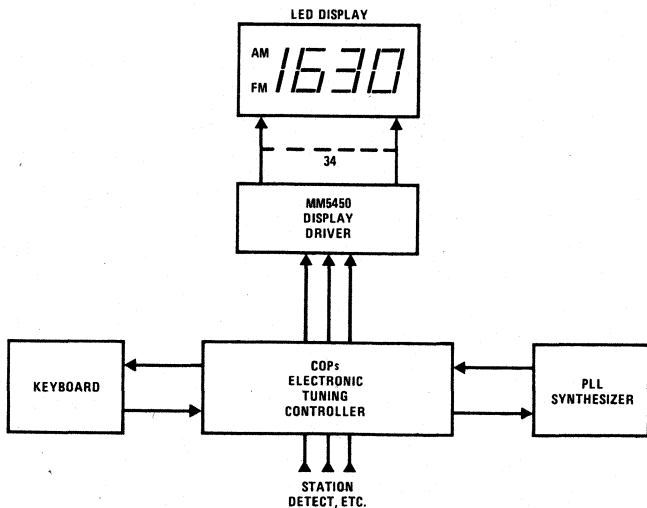 LED DISPLAY
AM
FM
1630
34
MM5450
DISPLAY
DRIVER
KEYBOARD
COPs
ELECTRONIC
TUNING
CONTROLLER
PLL
SYNTHESIZER
STATION
DETECT, ETC.